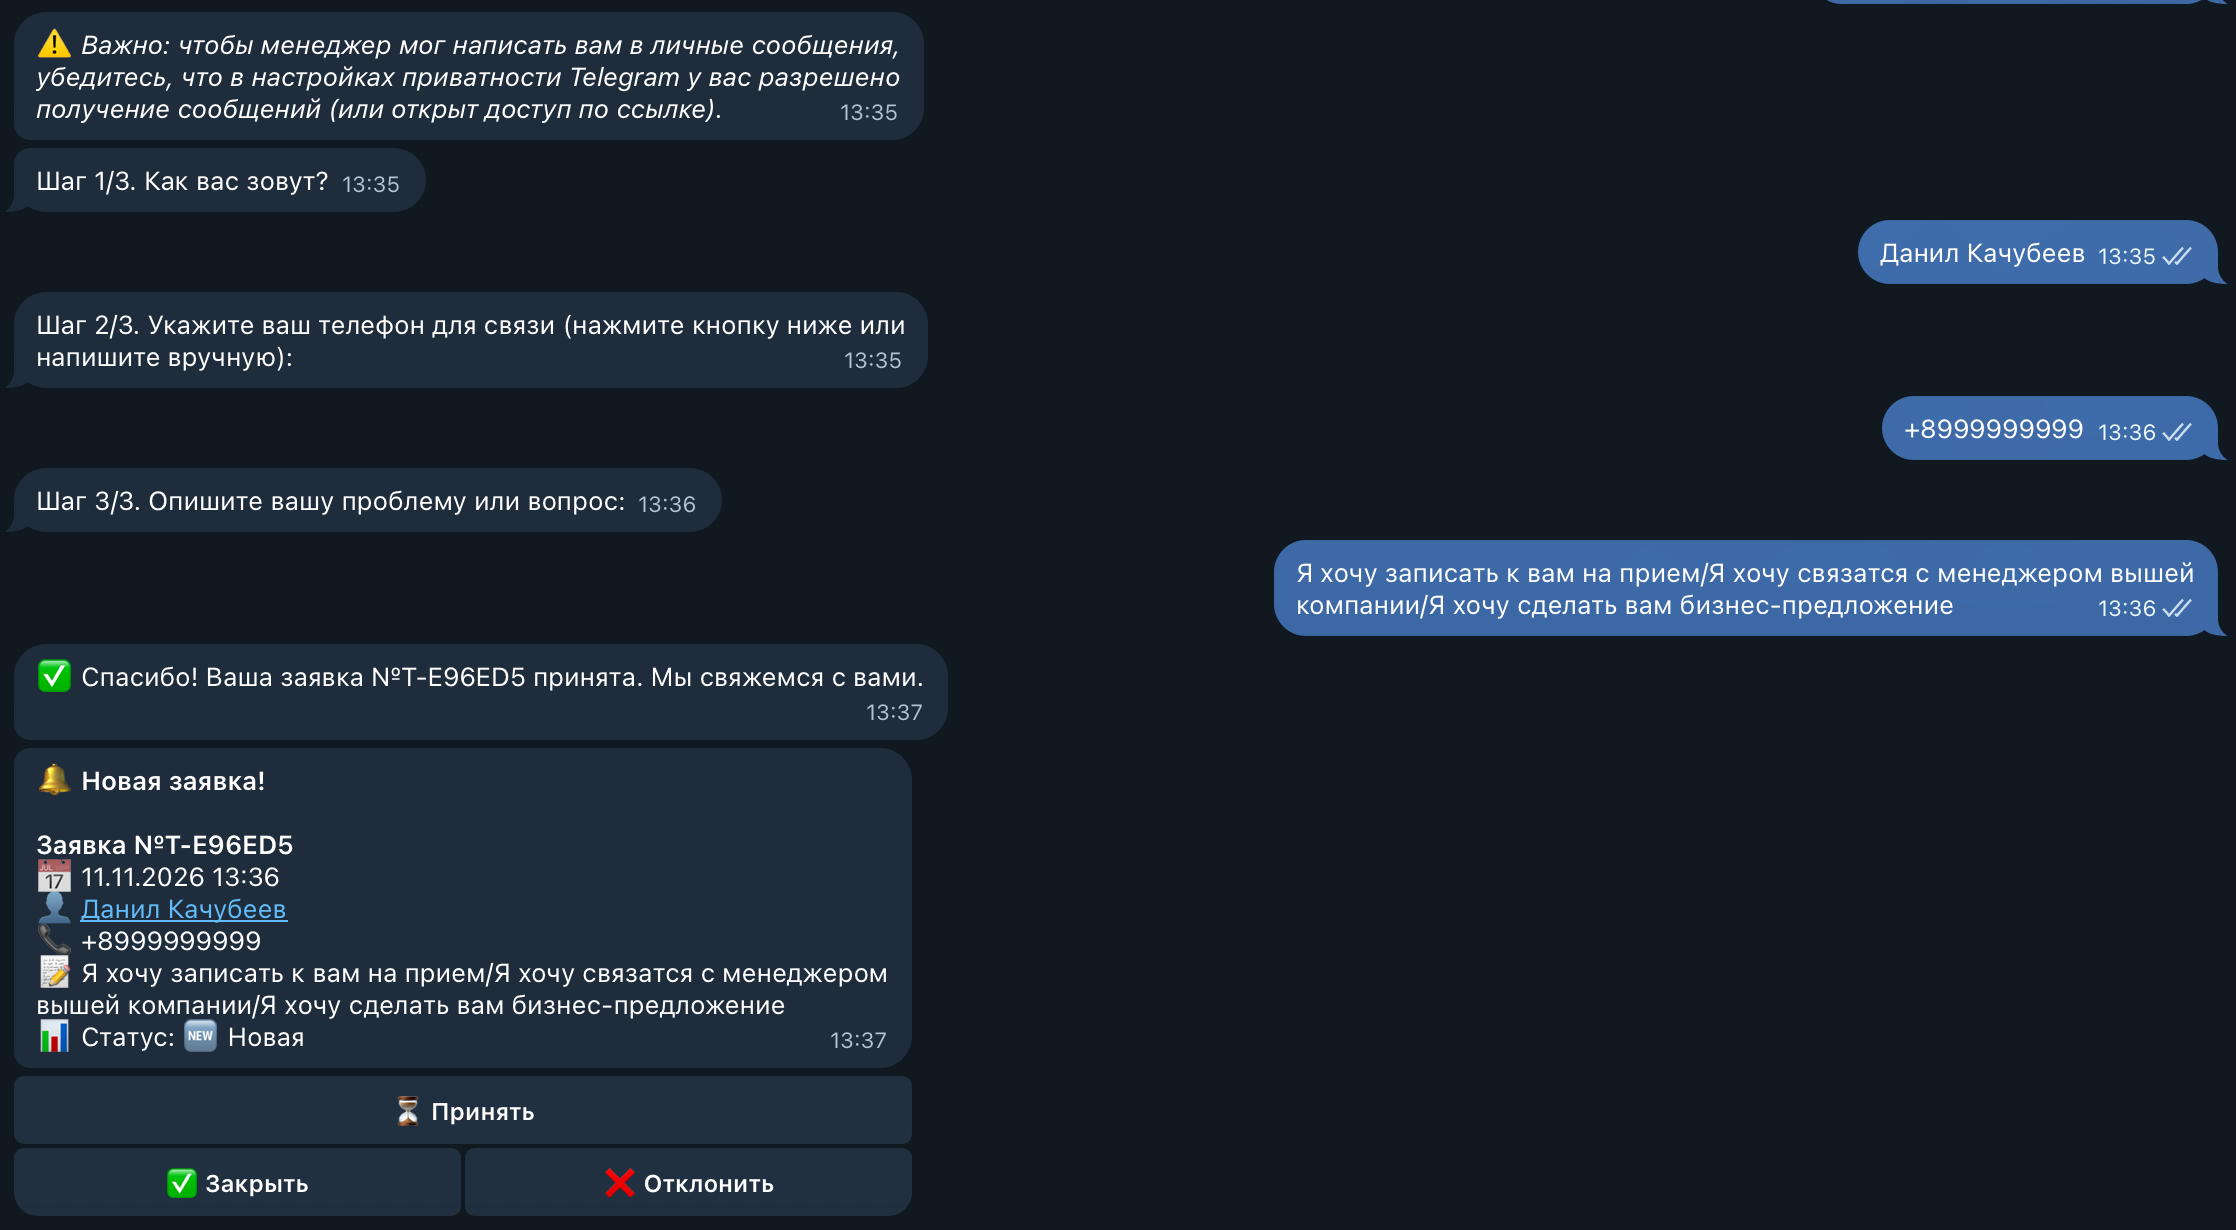 ⚠️ Важно: чтобы менеджер мог написать вам в личные сообщения,
убедитесь, что в настройках приватности Telegram у вас разрешено
получение сообщений (или открыт доступ по ссылке). 13:35
Шаг 1/3. Как вас зовут? 13:35
Данил Качубеев 13:35
Шаг 2/3. Укажите ваш телефон для связи (нажмите кнопку ниже или
напишите вручную): 13:35
+8999999999 13:36
Шаг 3/3. Опишите вашу проблему или вопрос: 13:36
Я хочу записать к вам на прием/Я хочу связатся с менеджером вышей
компании/Я хочу сделать вам бизнес-предложение 13:36
✅ Спасибо! Ваша заявка №T-E96ED5 принята. Мы свяжемся с вами.
13:37
🔔 Новая заявка!
Заявка №T-E96ED5
📅 11.11.2026 13:36
👤 Данил Качубеев
📞 +8999999999
📝 Я хочу записать к вам на прием/Я хочу связатся с менеджером
вышей компании/Я хочу сделать вам бизнес-предложение
📊 Статус: 🆕 Новая 13:37
⏳ Принять
✅ Закрыть
❌ Отклонить